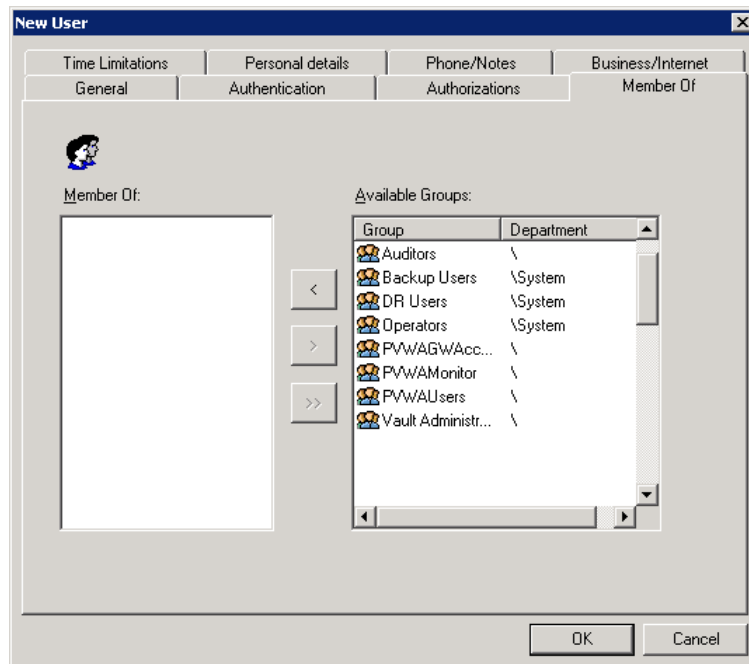 New User
Time Limitations Personal details Phone/Notes Business/Internet
General Authentication Authorizations Member Of
Member Of: Available Groups:
Group Department
Auditors \
Backup Users \System
DR Users \System
Operators \System
PVWAGWAcc... \
PVWAMonitor \
PVWAUsers \
Vault Administr... \
<
>
>>
OK Cancel